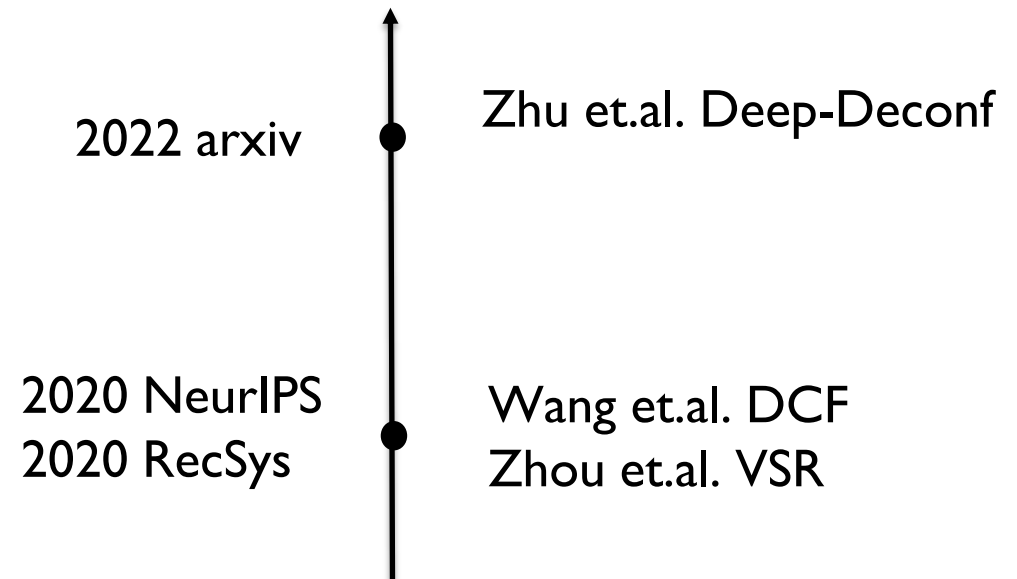 2022 arxiv
Zhu et.al. Deep-Deconf
2020 NeurIPS
2020 RecSys
Wang et.al. DCF
Zhou et.al. VSR